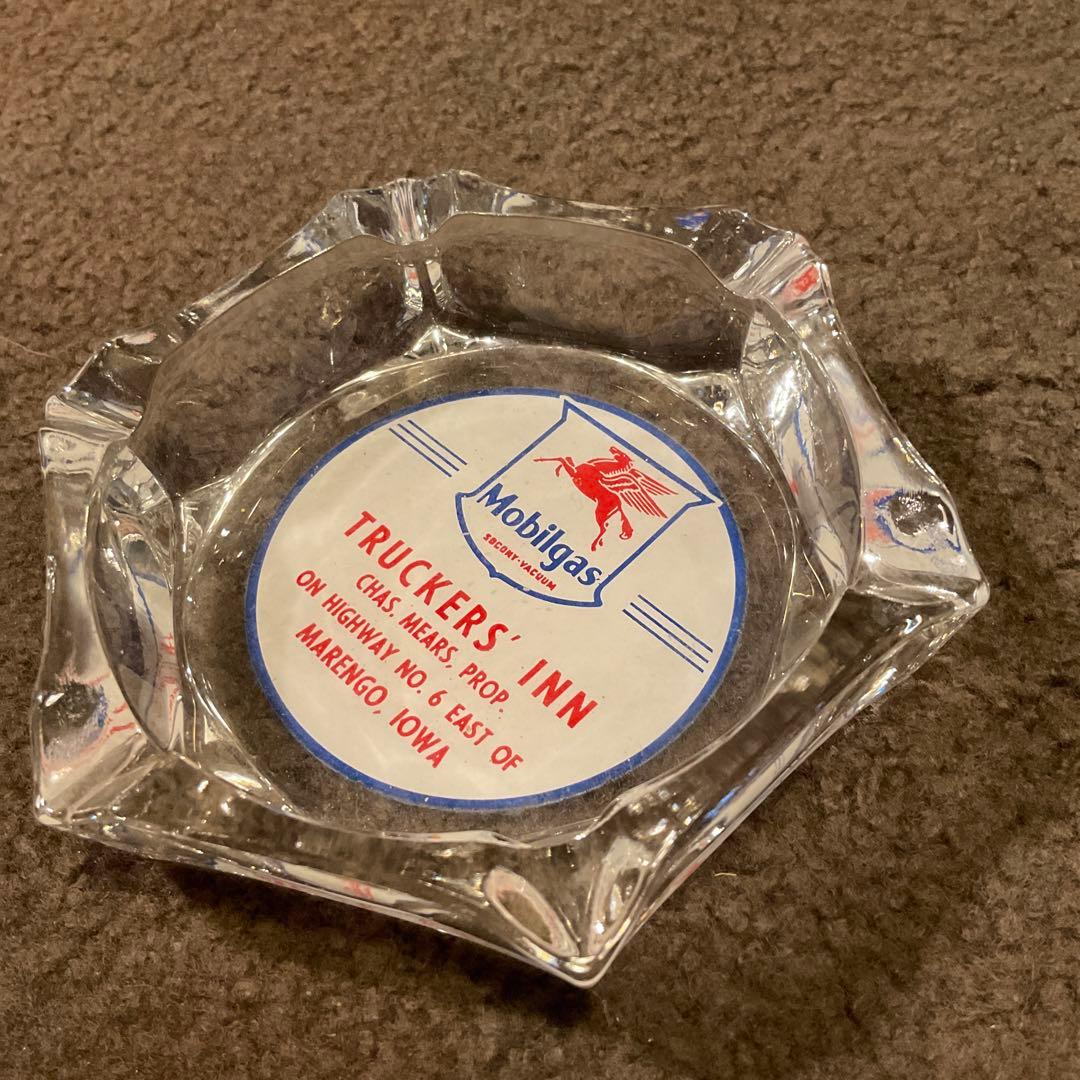 Mobilgas
SOCONY-VACUUM
TRUCKERS' INN
CHAS. MEARS, PROP.
ON HIGHWAY NO. 6 EAST OF
MARENGO, IOWA